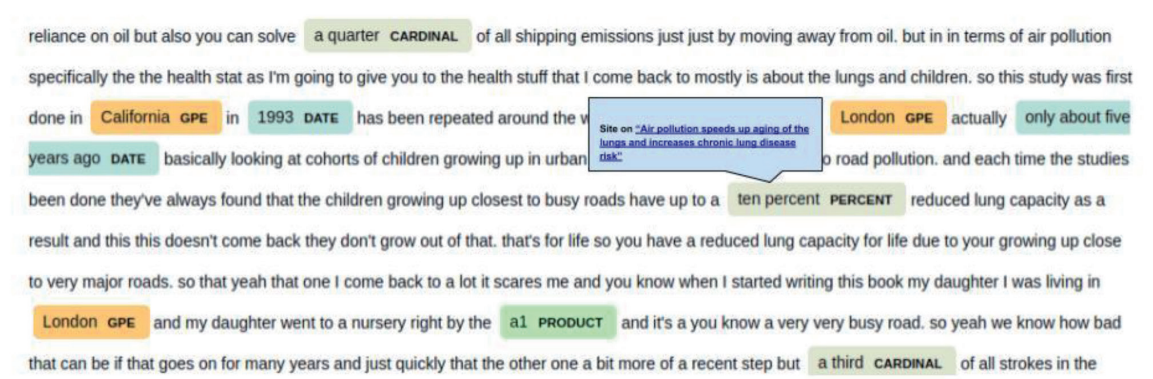 reliance on oil but also you can solve a quarter CARDINAL of all shipping emissions just just by moving away from oil. but in in terms of air pollution
specifically the the health stat as I'm going to give you to the health stuff that I come back to mostly is about the lungs and children. so this study was first
done in California GPE in 1993 DATE has been repeated around the w London GPE actually only about five
Site on "Air pollution speeds up aging of the
lungs and increases chronic lung disease
risk"
years ago DATE basically looking at cohorts of children growing up in urban o road pollution. and each time the studies
been done they've always found that the children growing up closest to busy roads have up to a ten percent PERCENT reduced lung capacity as a
result and this this doesn't come back they don't grow out of that. that's for life so you have a reduced lung capacity for life due to your growing up close
to very major roads. so that yeah that one I come back to a lot it scares me and you know when I started writing this book my daughter I was living in
London GPE and my daughter went to a nursery right by the a1 PRODUCT and it's a you know a very very busy road. so yeah we know how bad
that can be if that goes on for many years and just quickly that the other one a bit more of a recent step but a third CARDINAL of all strokes in the